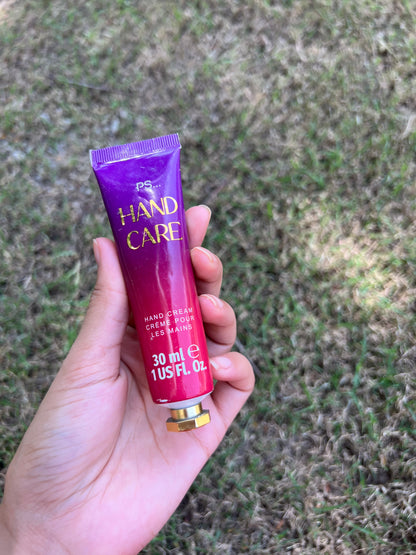 PS...
HAND
CARE
HAND CREAM
CRÈME POUR
LES MAINS
30 ml ℮
1 US FL. Oz.